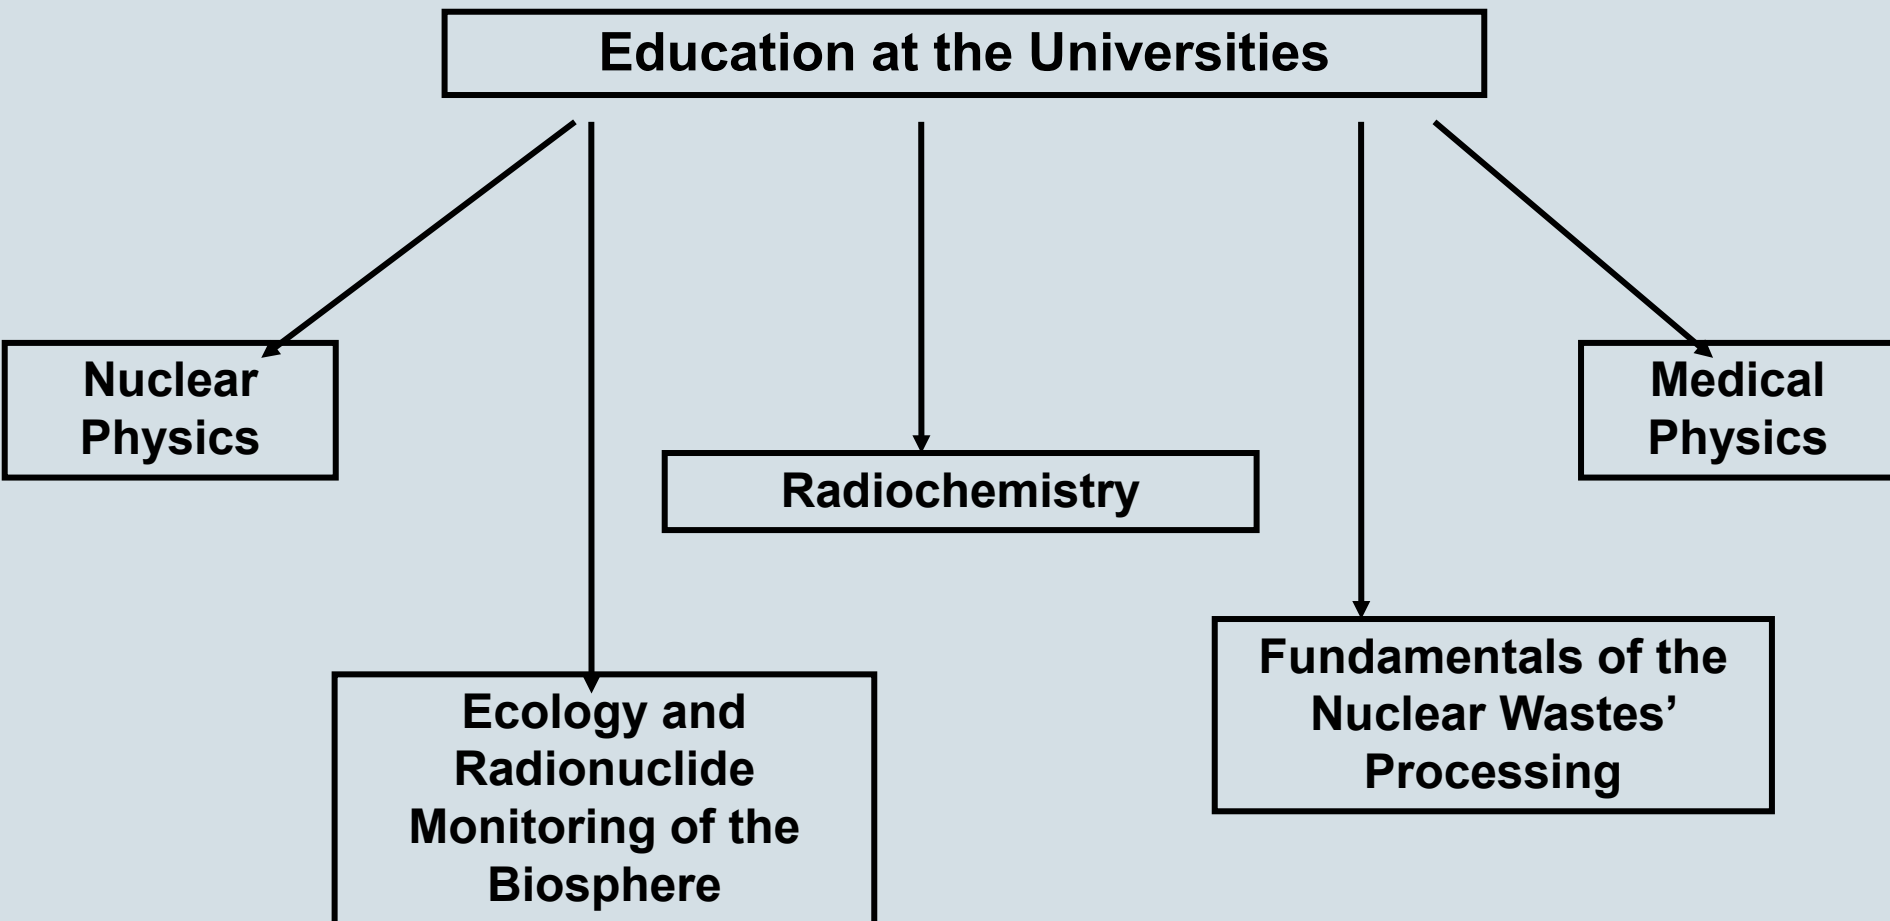 Education at the Universities
Nuclear
Physics
Medical
Physics
Radiochemistry
Ecology and
Radionuclide
Monitoring of the
Biosphere
Fundamentals of the
Nuclear Wastes’
Processing